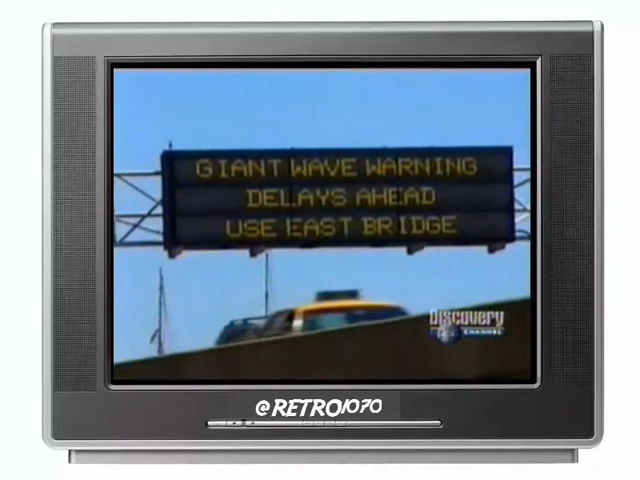 GIANT WAVE WARNING
DELAYS AHEAD
USE EAST BRIDGE
DISCOVERY
CHANNEL
@RETRO1070